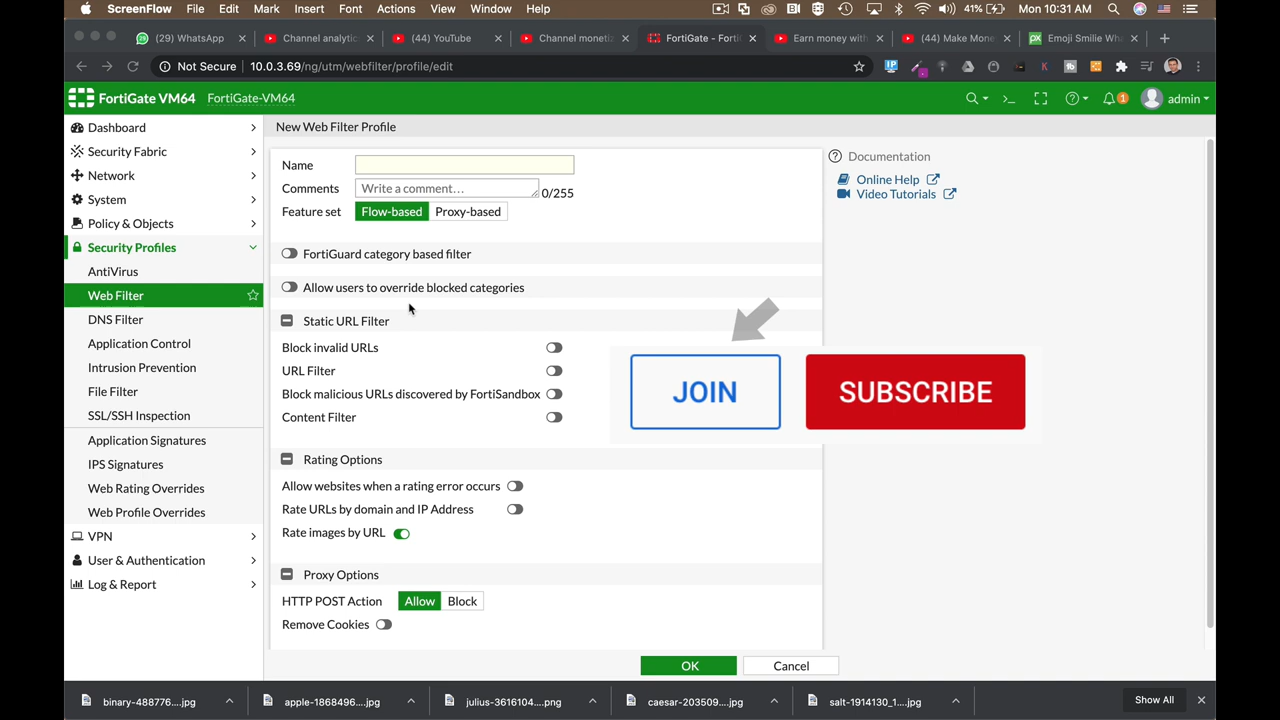 ScreenFlow File Edit Mark Insert Font Actions View Window Help 41% Mon 10:31 AM
(29) WhatsApp Channel analytic (44) YouTube Channel monetiz FortiGate - Forti Earn money with (44) Make Mone Emoji Smilie Wha
Not Secure 10.0.3.69/ng/utm/webfilter/profile/edit
FortiGate VM64 FortiGate-VM64 1 admin
Dashboard
Security Fabric
Network
System
Policy & Objects
Security Profiles
AntiVirus
Web Filter
DNS Filter
Application Control
Intrusion Prevention
File Filter
SSL/SSH Inspection
Application Signatures
IPS Signatures
Web Rating Overrides
Web Profile Overrides
VPN
User & Authentication
Log & Report
New Web Filter Profile
Name
Comments Write a comment... 0/255
Feature set Flow-based Proxy-based
FortiGuard category based filter
Allow users to override blocked categories
Static URL Filter
Block invalid URLs
URL Filter
Block malicious URLs discovered by FortiSandbox
Content Filter
Rating Options
Allow websites when a rating error occurs
Rate URLs by domain and IP Address
Rate images by URL
Proxy Options
HTTP POST Action Allow Block
Remove Cookies
OK Cancel
Documentation
Online Help
Video Tutorials
JOIN SUBSCRIBE
binary-488776....jpg apple-1868496....jpg julius-3616104....png caesar-203509....jpg salt-1914130_1....jpg Show All